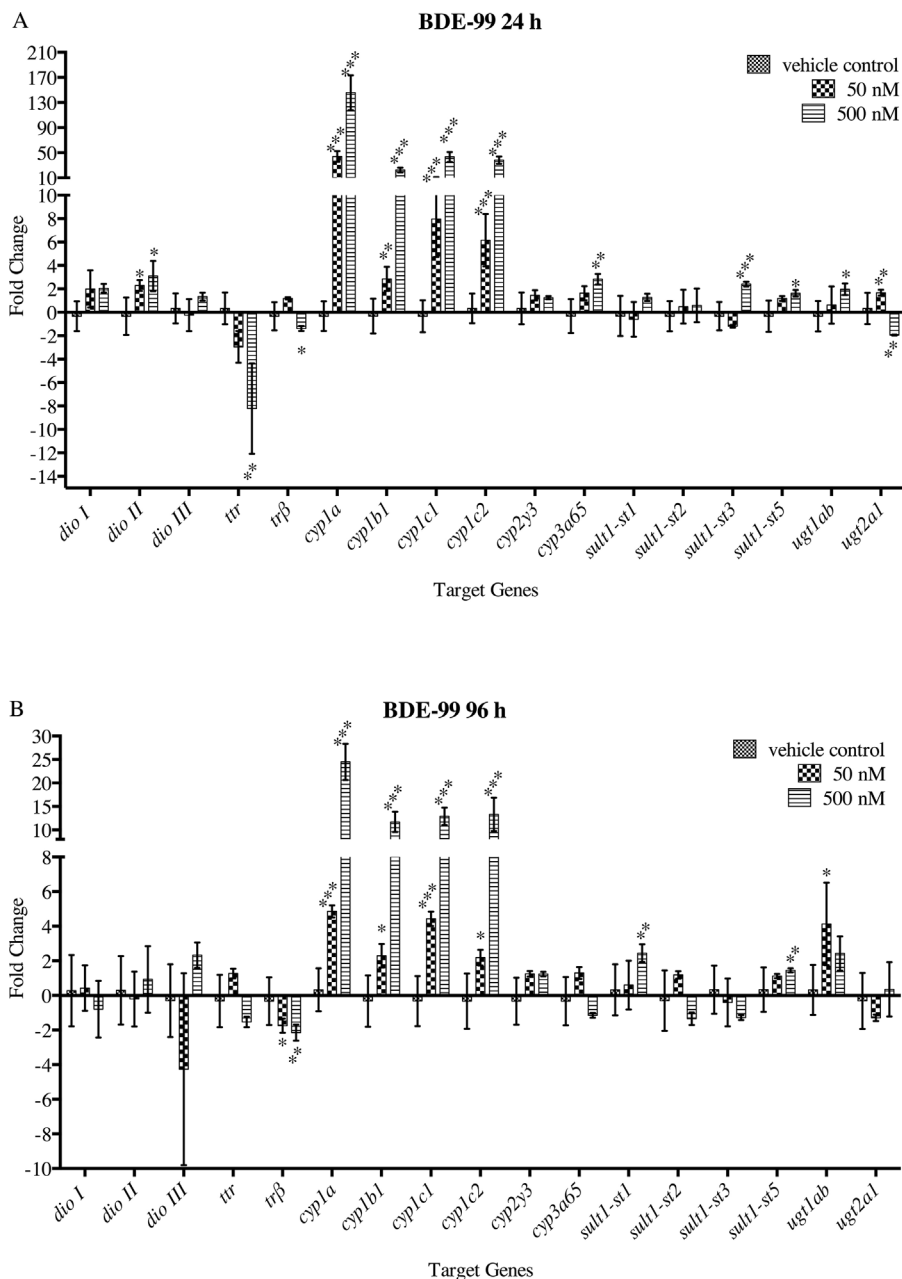 A
BDE-99 24 h
vehicle control
50 nM
500 nM
210
170
130
90
50
10
10
8
6
4
2
0
-2
-4
-6
-8
-10
-12
-14
Fold Change
*** *** ** *** *** *** *** *** * * ** * *** ** * *** * * ** **
dio I dio II dio III ttr trβ cyp1a cyp1b1 cyp1c1 cyp1c2 cyp2y3 cyp3a65 sult1-st1 sult1-st2 sult1-st3 sult1-st5 ugt1ab ugt2a1
Target Genes
B
BDE-99 96 h
vehicle control
50 nM
500 nM
30
25
20
15
10
8
6
4
2
0
-2
-4
-6
-8
-10
Fold Change
* ** *** *** * *** *** *** * *** ** ** *
dio I dio II dio III ttr trβ cyp1a cyp1b1 cyp1c1 cyp1c2 cyp2y3 cyp3a65 sult1-st1 sult1-st2 sult1-st3 sult1-st5 ugt1ab ugt2a1
Target Genes